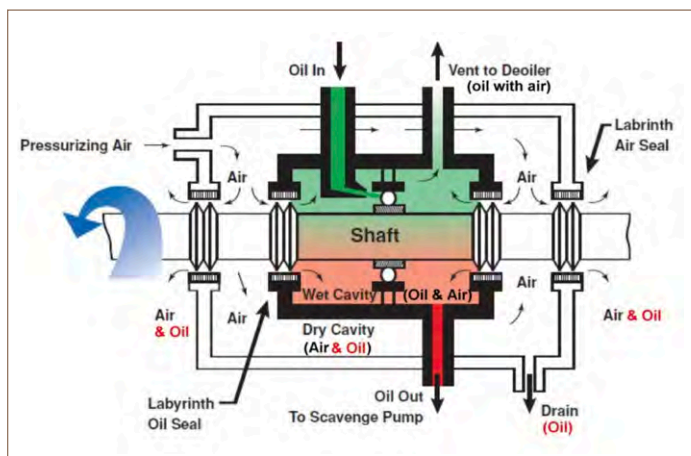 Oil In
Vent to Deoiler
(oil with air)
Labrinth
Air Seal
Pressurizing Air
Air
Air
Shaft
Air
Wet Cavity
(Oil & Air)
Air
& Oil
Air
Dry Cavity
(Air & Oil)
Air & Oil
Labyrinth
Oil Seal
Oil Out
To Scavenge Pump
Drain
(Oil)